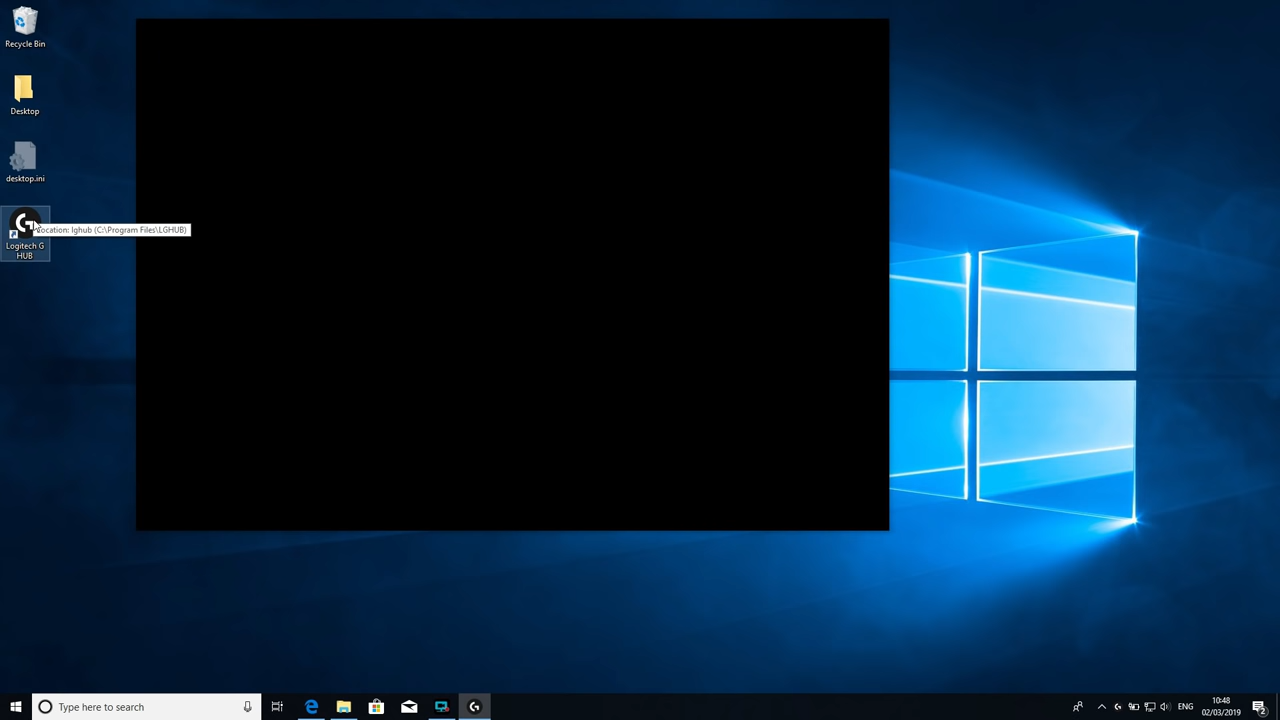 Recycle Bin
Desktop
desktop.ini
Location: lghub (C:\Program Files\LGHUB)
Logitech G
HUB
Type here to search
ENG
10:48
02/03/2019
2